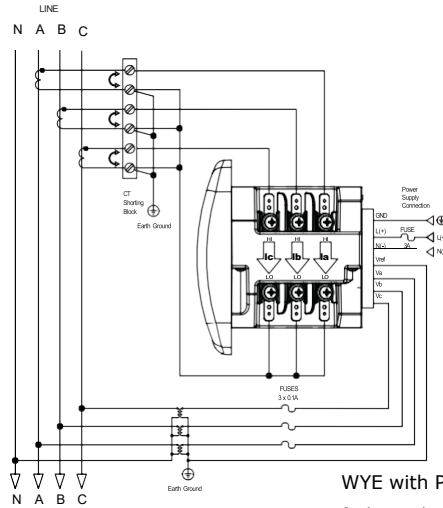 LINE
N A B C
CT
Shorting
Block
Earth Ground
Power
Supply
Connection
GND
L(+)
FUSE
N(-)
3A
Vref
Va
Vb
Vc
HI HI HI
Ic Ib Ia
LO LO LO
FUSES
3 x 0.1A
Earth Ground
N A B C
WYE with